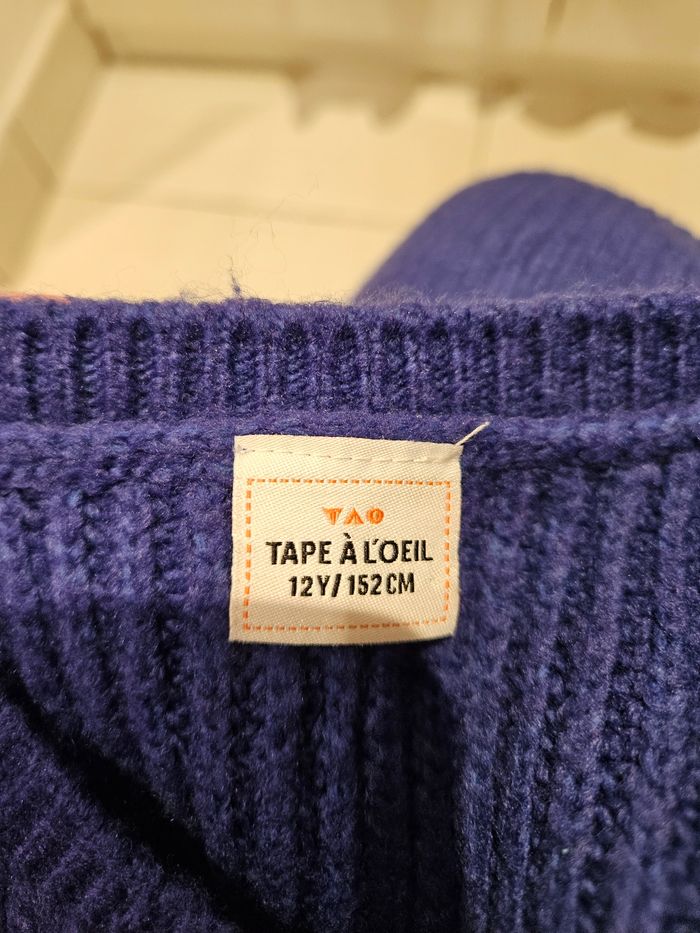 TAO
TAPE À L'OEIL
12Y/152CM